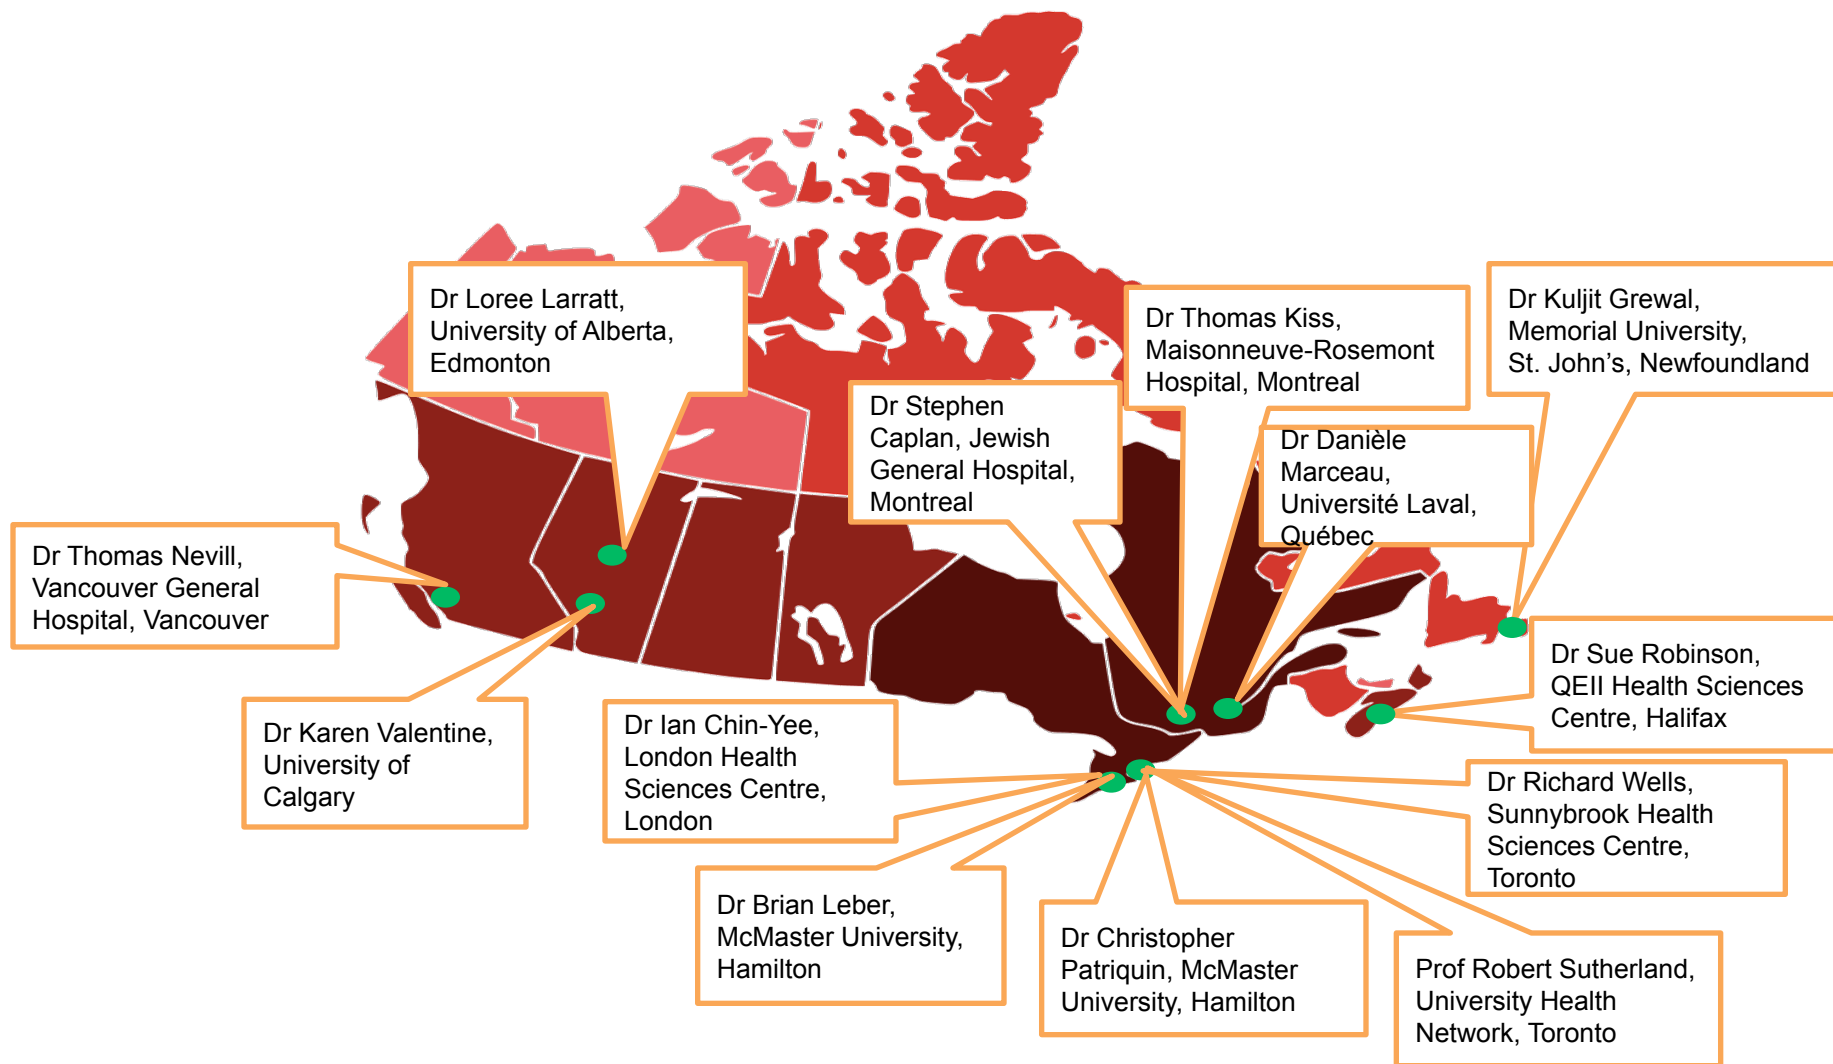 Dr Loree Larratt,
University of Alberta,
Edmonton
Dr Thomas Kiss,
Maisonneuve-Rosemont
Hospital, Montreal
Dr Kuljit Grewal,
Memorial University,
St. John’s, Newfoundland
Dr Stephen
Caplan, Jewish
General Hospital,
Montreal
Dr Danièle
Marceau,
Université Laval,
Québec
Dr Thomas Nevill,
Vancouver General
Hospital, Vancouver
Dr Sue Robinson,
QEII Health Sciences
Centre, Halifax
Dr Karen Valentine,
University of
Calgary
Dr Ian Chin-Yee,
London Health
Sciences Centre,
London
Dr Richard Wells,
Sunnybrook Health
Sciences Centre,
Toronto
Dr Brian Leber,
McMaster University,
Hamilton
Dr Christopher
Patriquin, McMaster
University, Hamilton
Prof Robert Sutherland,
University Health
Network, Toronto